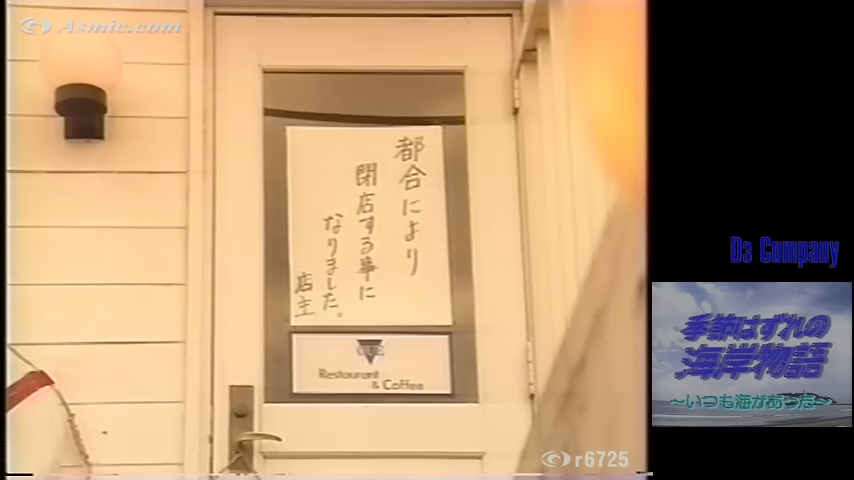 Asmic.com
都合により
閉店する事に
なりました。
店主
Restaurant
& Coffee
r6725
D3 Company
季節はずれの
海岸物語
～いつも海があった～